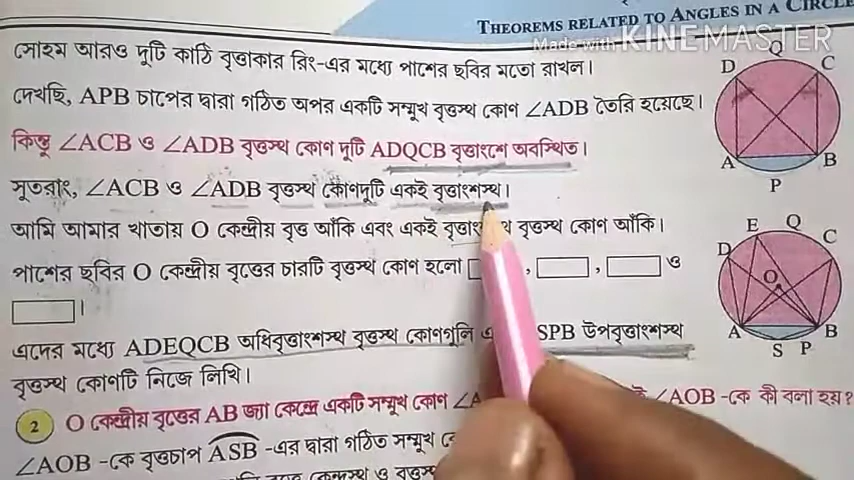 THEOREMS RELATED TO ANGLES IN A CIRCLE
Made with KINEMASTER
সোহম আরও দুটি কাঠি বৃত্তাকার রিং-এর মধ্যে পাশের ছবির মতো রাখল।
দেখছি, APB চাপের দ্বারা গঠিত অপর একটি সম্মুখ বৃত্তস্থ কোণ ∠ADB তৈরি হয়েছে।
কিন্তু ∠ACB ও ∠ADB বৃত্তস্থ কোণ দুটি ADQCB বৃত্তাংশে অবস্থিত।
সুতরাং, ∠ACB ও ∠ADB বৃত্তস্থ কোণদুটি একই বৃত্তাংশস্থ।
আমি আমার খাতায় O কেন্দ্রীয় বৃত্ত আঁকি এবং একই বৃত্তস্থ কোণ আঁকি।
পাশের ছবির O কেন্দ্রীয় বৃত্তের চারটি বৃত্তস্থ কোণ হলো , , ও
।
এদের মধ্যে ADEQCB অধিবৃত্তাংশস্থ বৃত্তস্থ কোণগুলি SPB উপবৃত্তাংশস্থ
বৃত্তস্থ কোণটি নিজে লিখি।
2 O কেন্দ্রীয় বৃত্তের AB জ্যা কেন্দ্রে একটি সম্মুখ কোণ ∠AOB -কে কী বলা হয়?
∠AOB -কে বৃত্তচাপ ASB -এর দ্বারা গঠিত সম্মুখ
Q
D
C
A
B
P
E
Q
D
C
O
A
B
S
P